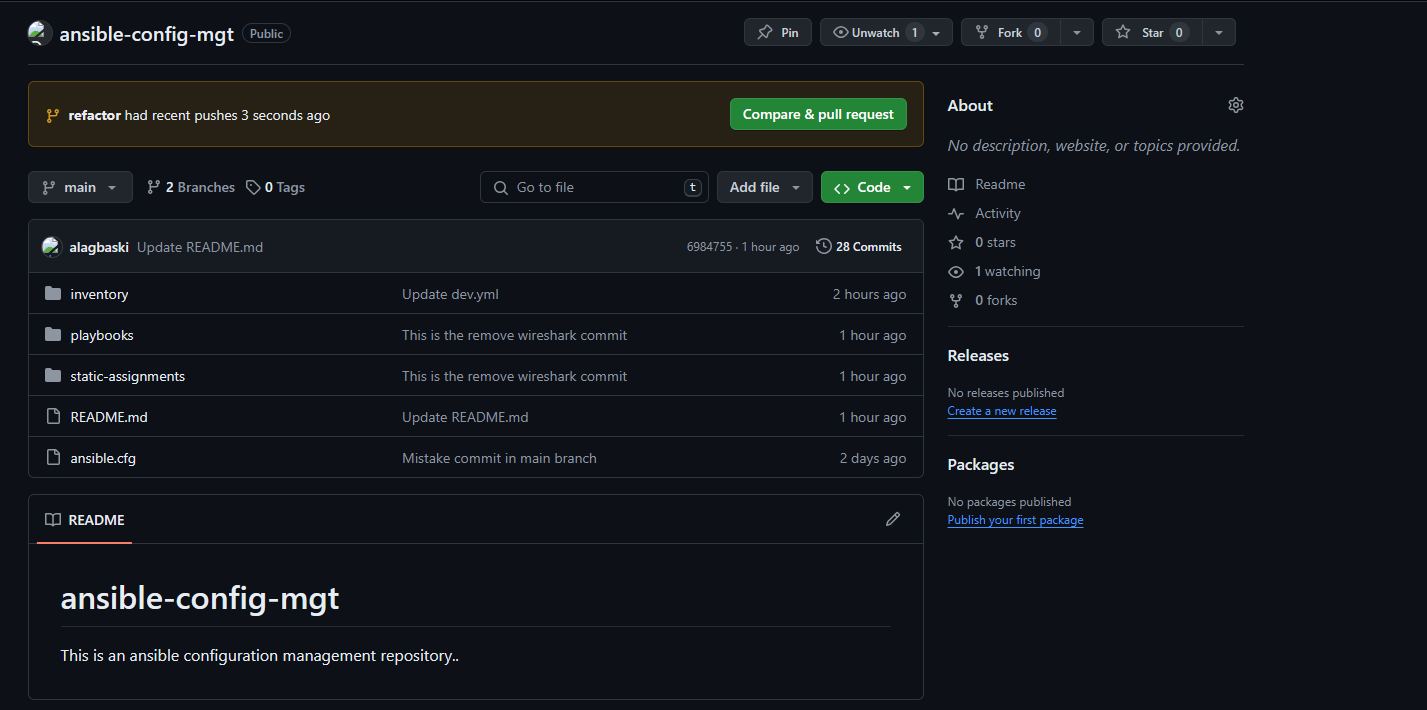 ansible-config-mgt Public Pin Unwatch 1 Fork 0 Star 0
refactor had recent pushes 3 seconds ago Compare & pull request
main 2 Branches 0 Tags Go to file t Add file Code
alagbaski Update README.md 6984755 · 1 hour ago 28 Commits
inventory Update dev.yml 2 hours ago
playbooks This is the remove wireshark commit 1 hour ago
static-assignments This is the remove wireshark commit 1 hour ago
README.md Update README.md 1 hour ago
ansible.cfg Mistake commit in main branch 2 days ago
README
ansible-config-mgt
This is an ansible configuration management repository..
About
No description, website, or topics provided.
Readme
Activity
0 stars
1 watching
0 forks
Releases
No releases published
Create a new release
Packages
No packages published
Publish your first package